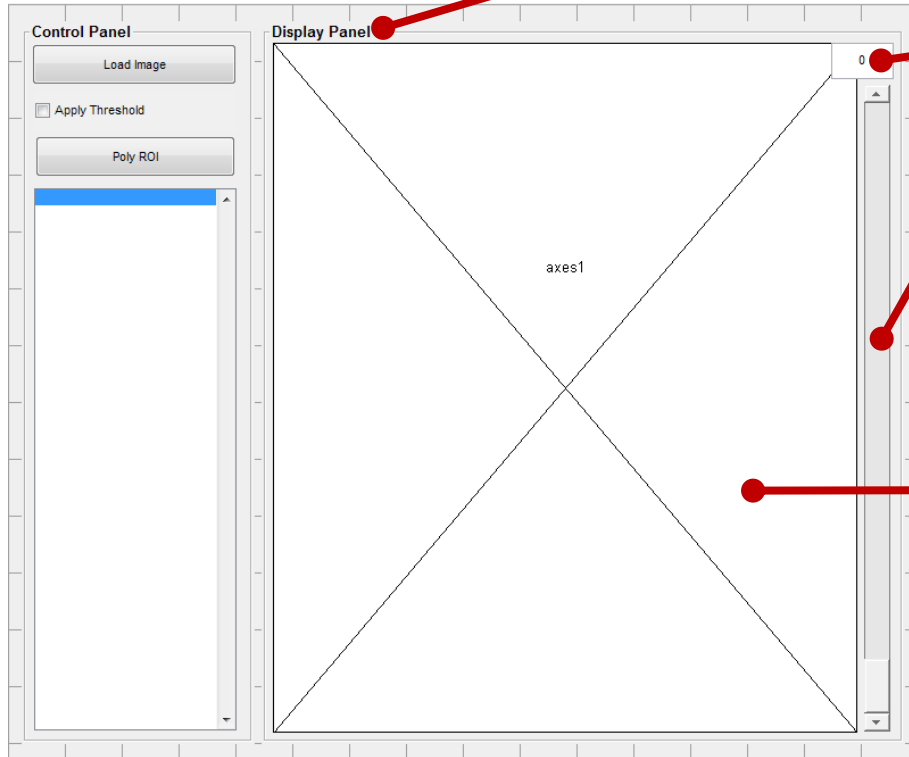 Control Panel
Load Image
Apply Threshold
Poly ROI
Display Panel
0
axes1